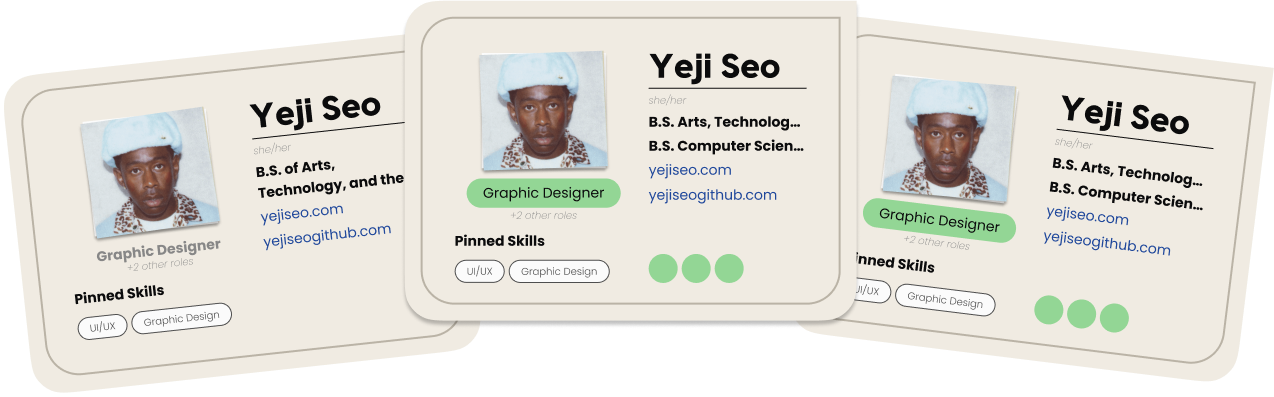 Yeji Seo
she/her
B.S. of Arts,
Technology, and the
yejiseo.com
yejiseogithub.com
Graphic Designer
+2 other roles
Pinned Skills
UI/UX
Graphic Design
Yeji Seo
she/her
B.S. Arts, Technolog...
B.S. Computer Scien...
yejiseo.com
yejiseogithub.com
Graphic Designer
+2 other roles
Pinned Skills
UI/UX
Graphic Design
Yeji Seo
she/her
B.S. Arts, Technolog...
B.S. Computer Scien...
yejiseo.com
yejiseogithub.com
Graphic Designer
+2 other roles
inned Skills
UI/UX
Graphic Design